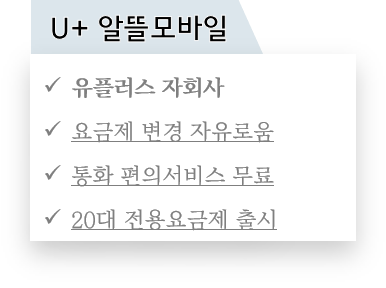 U+ 알뜰모바일
✓ 유플러스 자회사
✓ 요금제 변경 자유로움
✓ 통화 편의서비스 무료
✓ 20대 전용요금제 출시